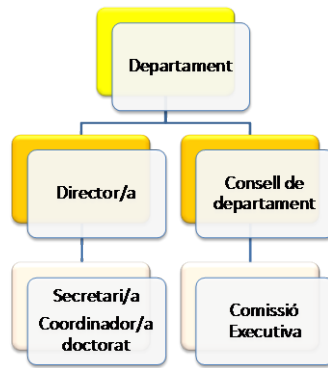 Departament
Director/a
Consell de
departament
Secretari/a
Coordinador/a
doctorat
Comissió
Executiva